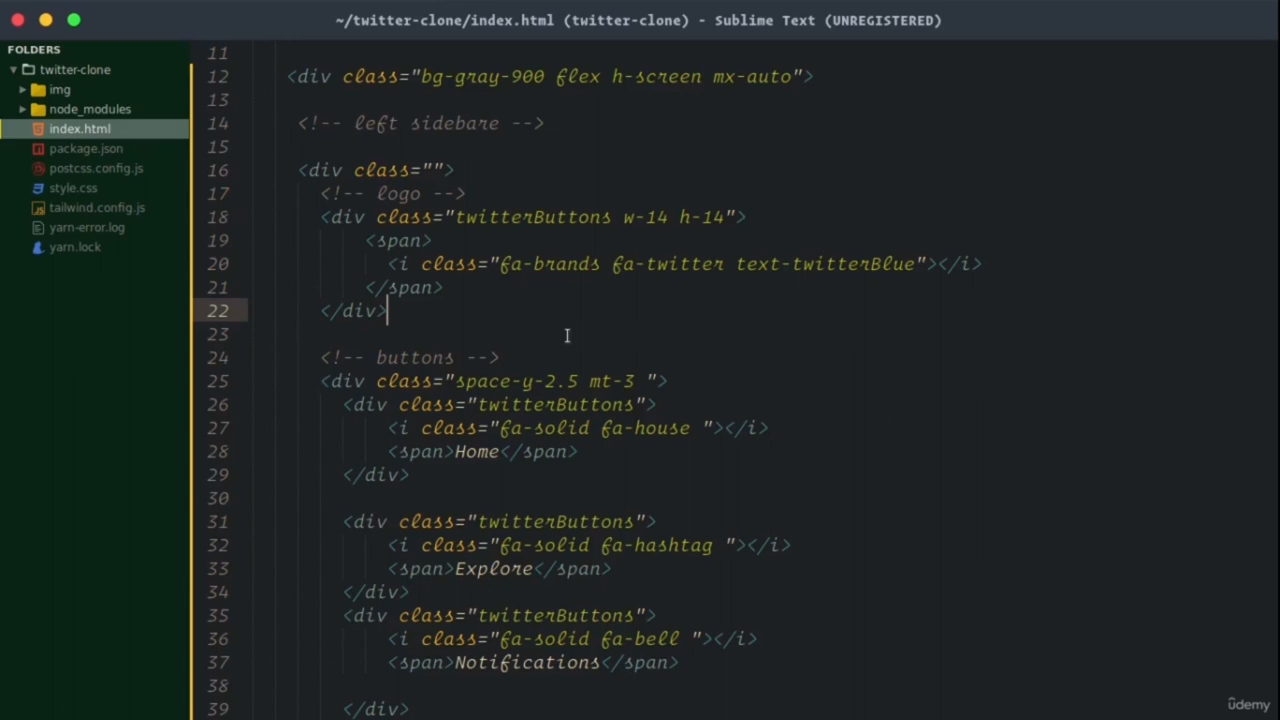 ~/twitter-clone/index.html (twitter-clone) - Sublime Text (UNREGISTERED)
FOLDERS
twitter-clone
img
node_modules
index.html
package.json
postcss.config.js
style.css
tailwind.config.js
yarn-error.log
yarn.lock
11
12 <div class="bg-gray-900 flex h-screen mx-auto">
13
14 <!-- left sidebare -->
15
16 <div class="">
17 <!-- logo -->
18 <div class="twitterButtons w-14 h-14">
19 <span>
20 <i class="fa-brands fa-twitter text-twitterBlue"></i>
21 </span>
22 </div>
23
24 <!-- buttons -->
25 <div class="space-y-2.5 mt-3 ">
26 <div class="twitterButtons">
27 <i class="fa-solid fa-house "></i>
28 <span>Home</span>
29 </div>
30
31 <div class="twitterButtons">
32 <i class="fa-solid fa-hashtag "></i>
33 <span>Explore</span>
34 </div>
35 <div class="twitterButtons">
36 <i class="fa-solid fa-bell "></i>
37 <span>Notifications</span>
38
39 </div>
ûdemy